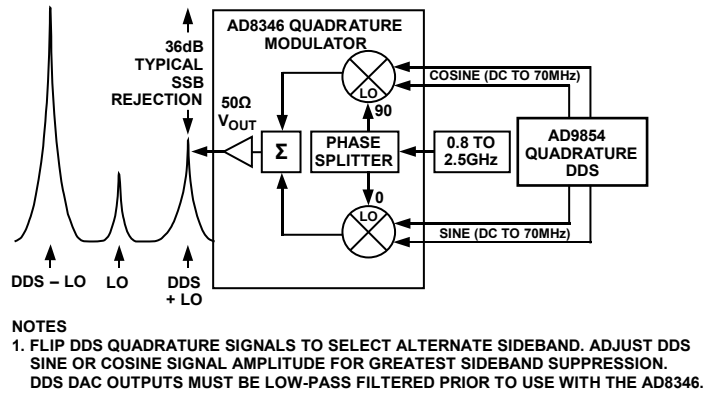 36dB
TYPICAL
SSB
REJECTION
AD8346 QUADRATURE
MODULATOR
50Ω
VOUT
Σ
LO
90
PHASE
SPLITTER
0
LO
0.8 TO
2.5GHz
COSINE (DC TO 70MHz)
AD9854
QUADRATURE
DDS
SINE (DC TO 70MHz)
DDS – LO
LO
DDS
+ LO
NOTES
1. FLIP DDS QUADRATURE SIGNALS TO SELECT ALTERNATE SIDEBAND. ADJUST DDS
SINE OR COSINE SIGNAL AMPLITUDE FOR GREATEST SIDEBAND SUPPRESSION.
DDS DAC OUTPUTS MUST BE LOW-PASS FILTERED PRIOR TO USE WITH THE AD8346.